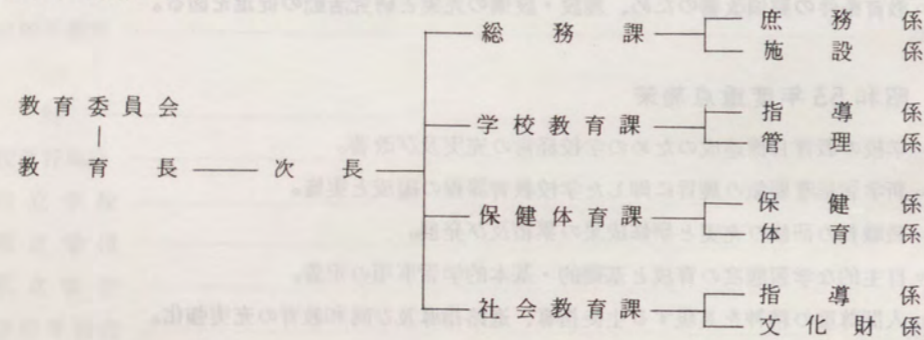 総務課
庶務係
施設係
教育委員会
教育長
次長
学校教育課
指導係
管理係
保健体育課
保健係
体育係
社会教育課
指導係
文化財係